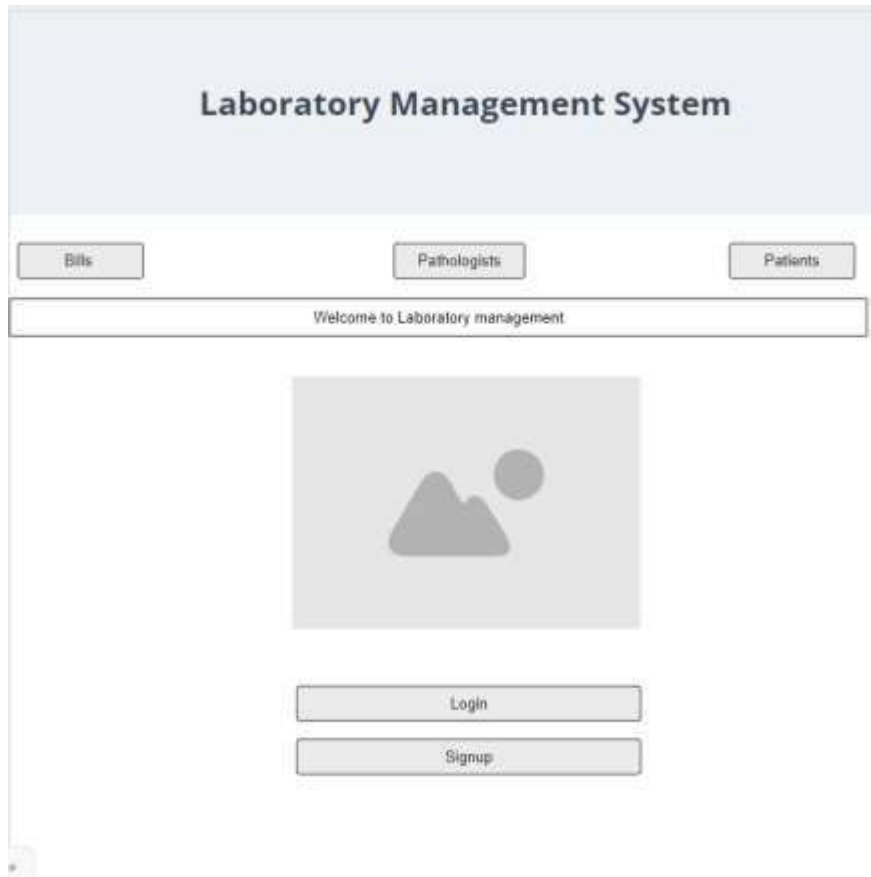 Laboratory Management System
Bills
Pathologists
Patients
Welcome to Laboratory management
Login
Signup